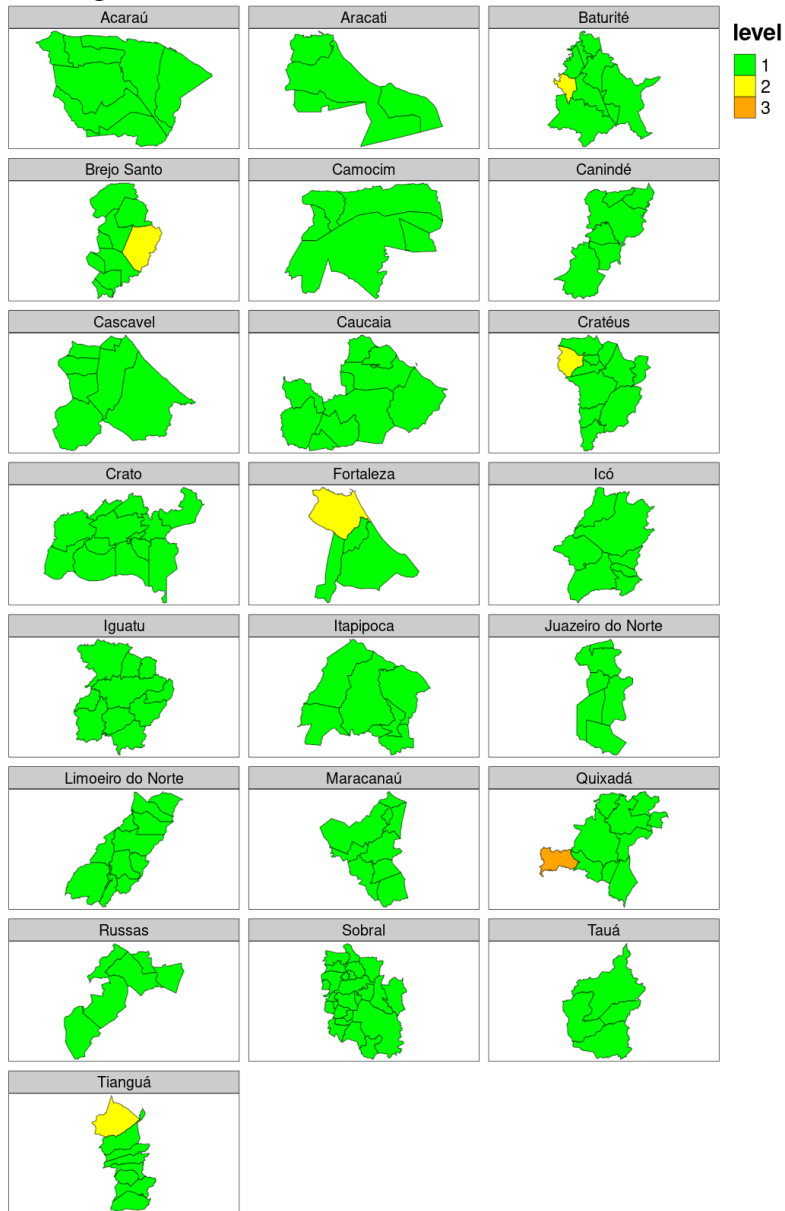 Acaraú
Aracati
Baturité
level
1
2
3
Brejo Santo
Camocim
Canindé
Cascavel
Caucaia
Cratéus
Crato
Fortaleza
Icó
Iguatu
Itapipoca
Juazeiro do Norte
Limoeiro do Norte
Maracanaú
Quixadá
Russas
Sobral
Tauá
Tianguá